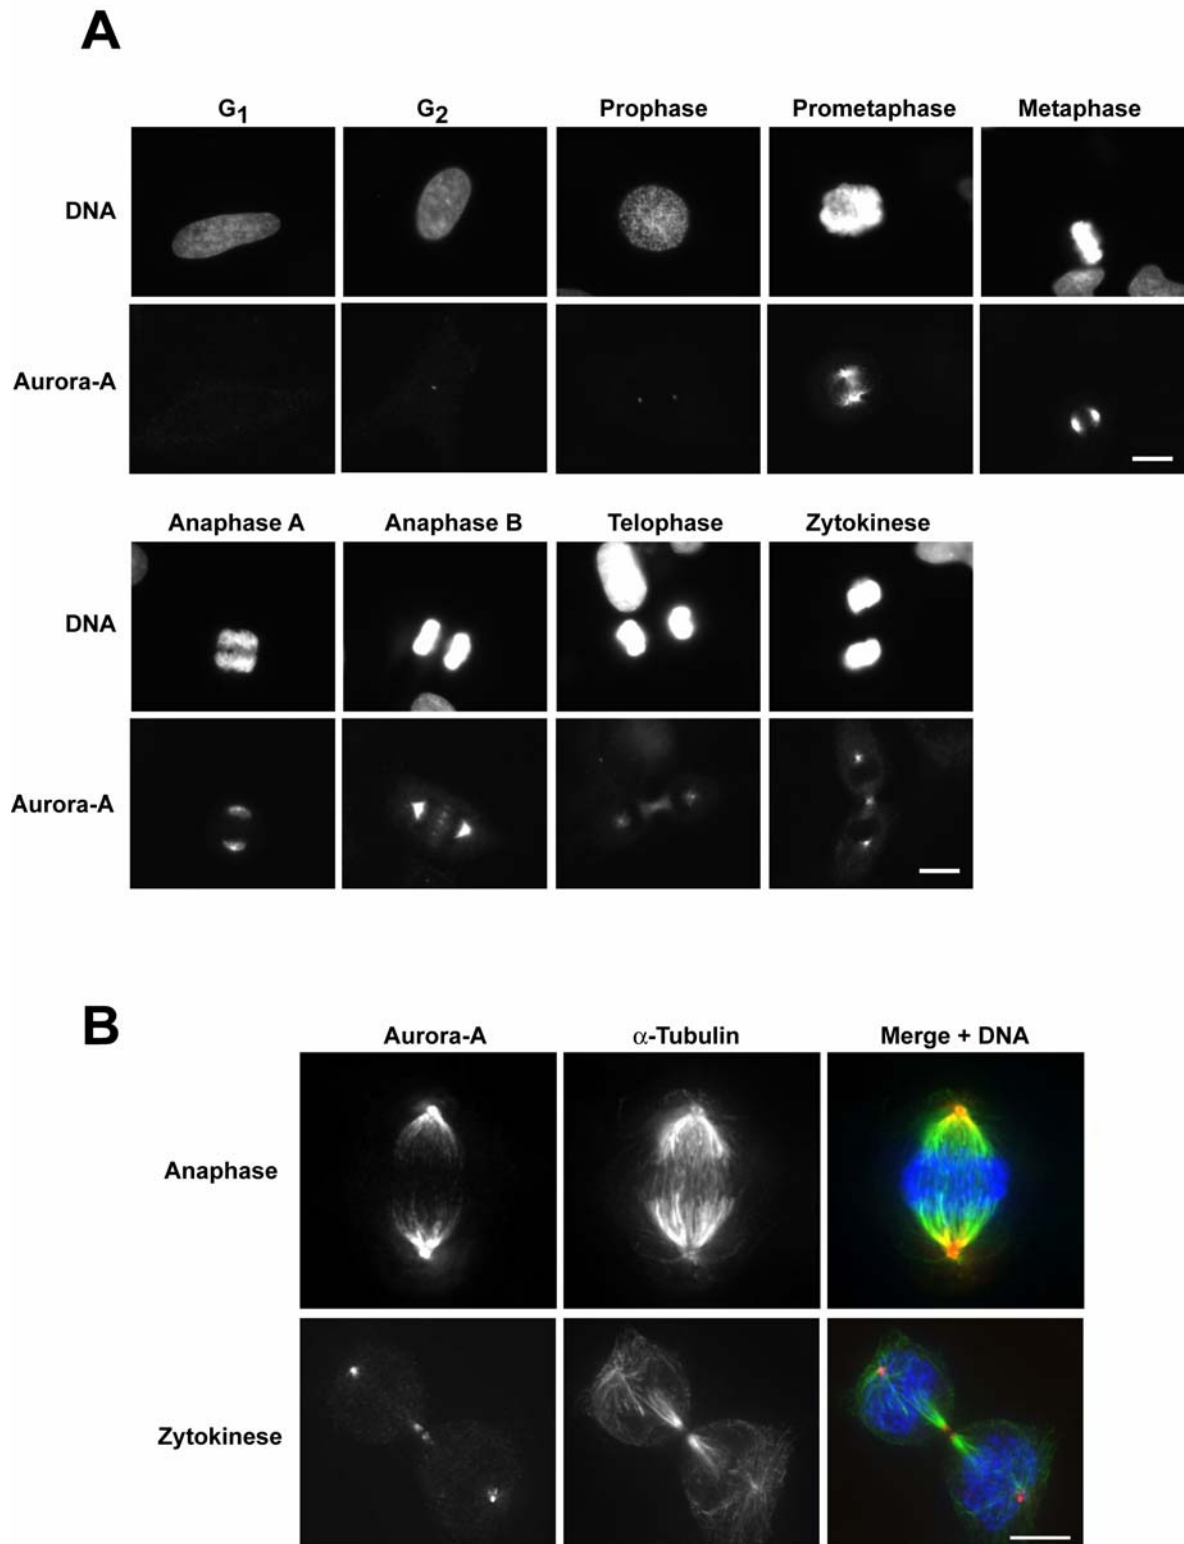 A
G1 G2 Prophase Prometaphase Metaphase
DNA
Aurora-A
Anaphase A Anaphase B Telophase Zytokinese
DNA
Aurora-A
B
Aurora-A α-Tubulin Merge + DNA
Anaphase
Zytokinese